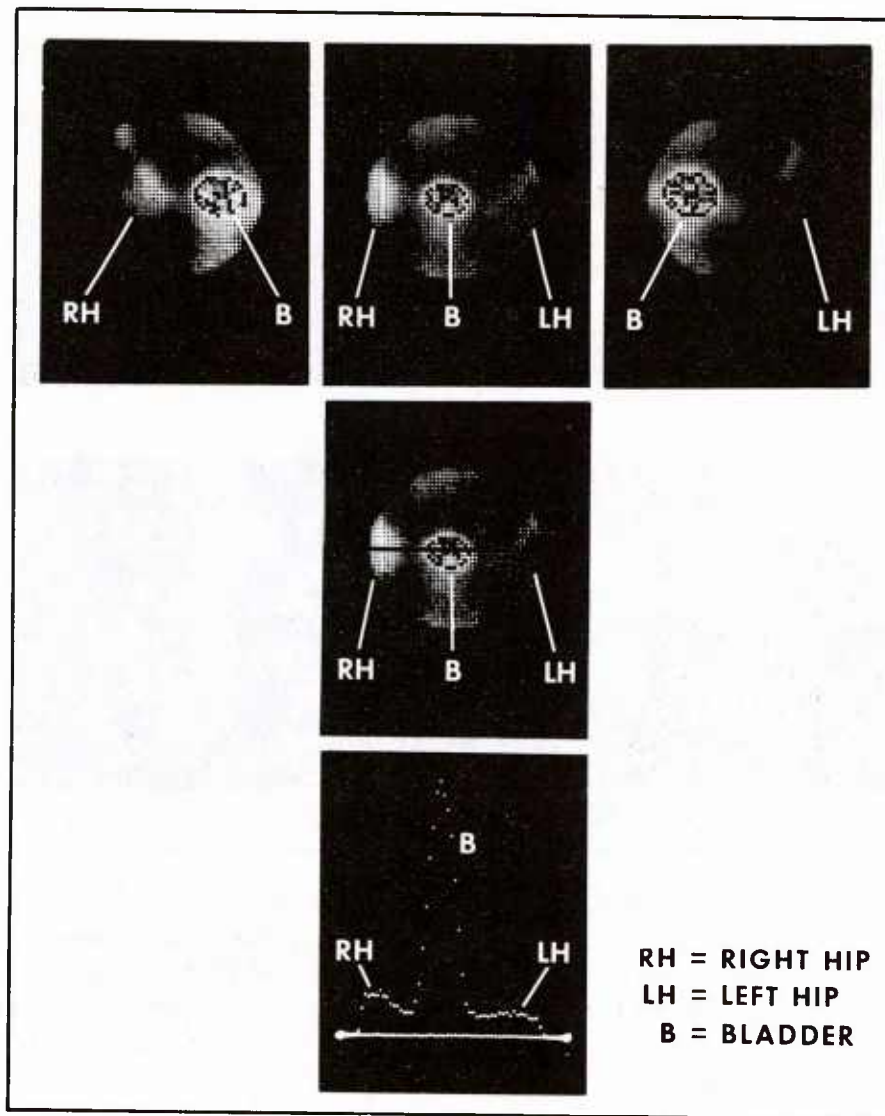 RH B
RH B LH
B LH
RH B LH
B
RH LH
RH = RIGHT HIP
LH = LEFT HIP
B = BLADDER